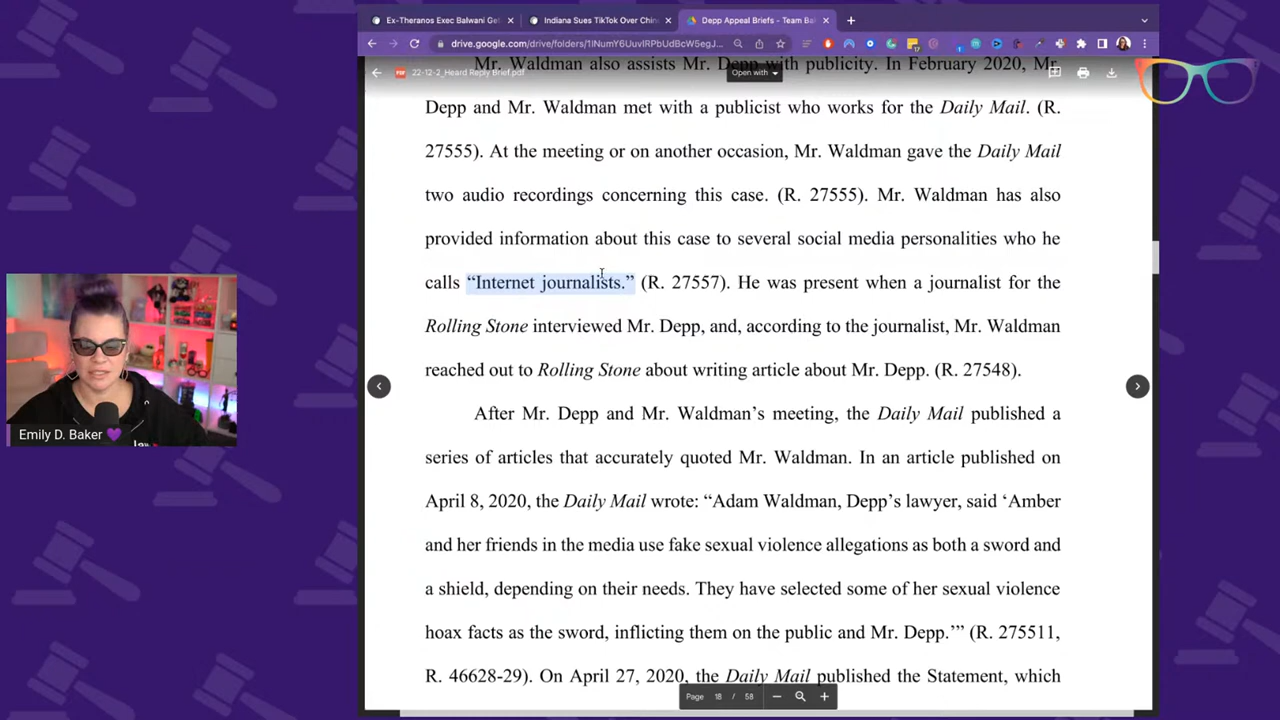 Ex-Theranos Exec Balwani Ge
Indiana Sues TikTok Over Chin
Depp Appeal Briefs - Team Ba
drive.google.com/drive/folders/1INumY6UuvIRPbUdBcW5egJ...
22-12-2_Heard Reply Brief.pdf
Open with
Mr. Waldman also assists Mr. Depp with publicity. In February 2020, Mr.
Depp and Mr. Waldman met with a publicist who works for the Daily Mail. (R.
27555). At the meeting or on another occasion, Mr. Waldman gave the Daily Mail
two audio recordings concerning this case. (R. 27555). Mr. Waldman has also
provided information about this case to several social media personalities who he
calls “Internet journalists.” (R. 27557). He was present when a journalist for the
Rolling Stone interviewed Mr. Depp, and, according to the journalist, Mr. Waldman
reached out to Rolling Stone about writing article about Mr. Depp. (R. 27548).
After Mr. Depp and Mr. Waldman’s meeting, the Daily Mail published a
series of articles that accurately quoted Mr. Waldman. In an article published on
April 8, 2020, the Daily Mail wrote: “Adam Waldman, Depp’s lawyer, said ‘Amber
and her friends in the media use fake sexual violence allegations as both a sword and
a shield, depending on their needs. They have selected some of her sexual violence
hoax facts as the sword, inflicting them on the public and Mr. Depp.’” (R. 275511,
R. 46628-29). On April 27, 2020, the Daily Mail published the Statement, which
Page 18 / 58
Emily D. Baker 💜